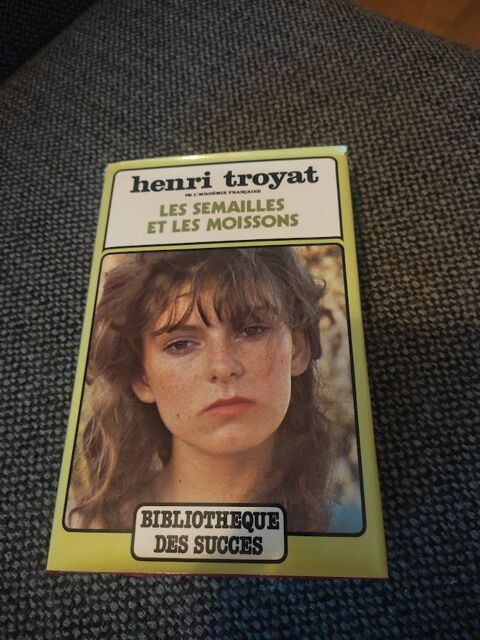 henri troyat
DE L'ACADÉMIE FRANÇAISE
LES SEMAILLES
ET LES MOISSONS
BIBLIOTHEQUE
DES SUCCES